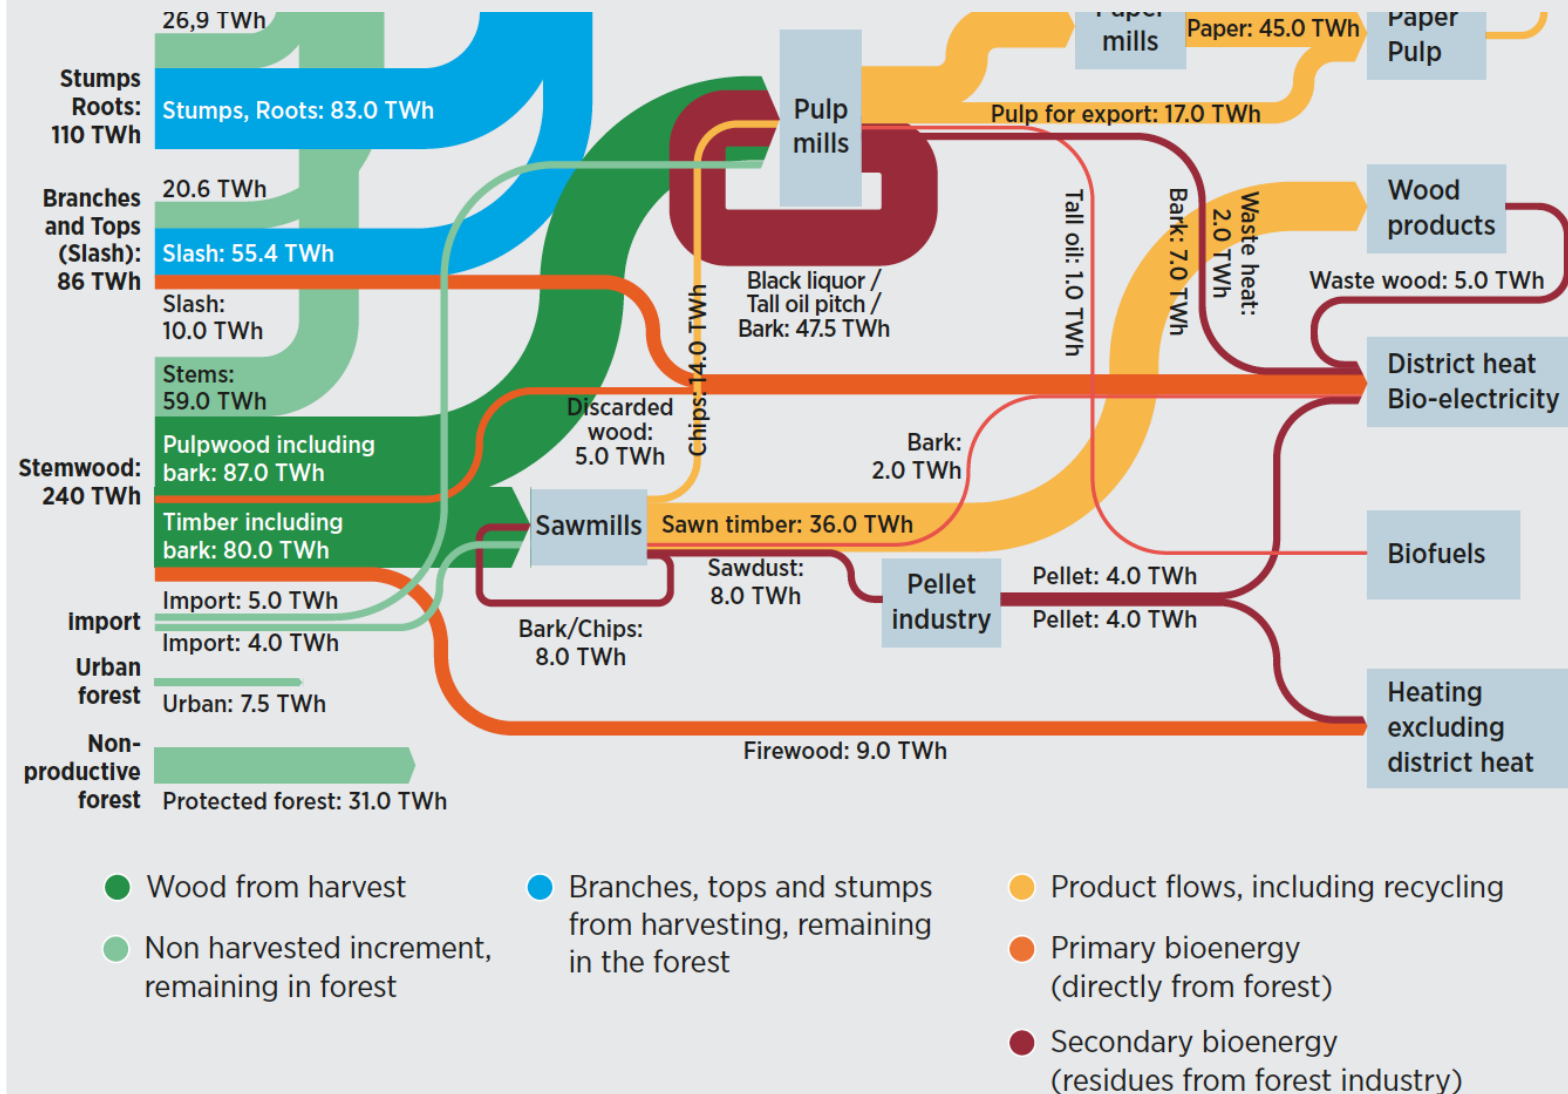 26,9 TWh
Stumps
Roots:
110 TWh
Stumps, Roots: 83.0 TWh
20.6 TWh
Branches
and Tops
(Slash):
86 TWh
Slash: 55.4 TWh
Slash:
10.0 TWh
Stems:
59.0 TWh
Stemwood:
240 TWh
Pulpwood including
bark: 87.0 TWh
Timber including
bark: 80.0 TWh
Import
Import: 5.0 TWh
Import: 4.0 TWh
Urban
forest
Urban: 7.5 TWh
Non-
productive
forest
Protected forest: 31.0 TWh
Pulp
mills
Paper
mills
Paper: 45.0 TWh
Paper
Pulp
Pulp for export: 17.0 TWh
Black liquor /
Tall oil pitch /
Bark: 47.5 TWh
Chips: 14.0 TWh
Discarded
wood:
5.0 TWh
Tall oil: 1.0 TWh
Bark: 7.0 TWh
Waste heat:
2.0 TWh
Wood
products
Waste wood: 5.0 TWh
District heat
Bio-electricity
Bark:
2.0 TWh
Sawmills
Sawn timber: 36.0 TWh
Sawdust:
8.0 TWh
Bark/Chips:
8.0 TWh
Pellet
industry
Pellet: 4.0 TWh
Pellet: 4.0 TWh
Biofuels
Heating
excluding
district heat
Firewood: 9.0 TWh
Wood from harvest
Non harvested increment,
remaining in forest
Branches, tops and stumps
from harvesting, remaining
in the forest
Product flows, including recycling
Primary bioenergy
(directly from forest)
Secondary bioenergy
(residues from forest industry)